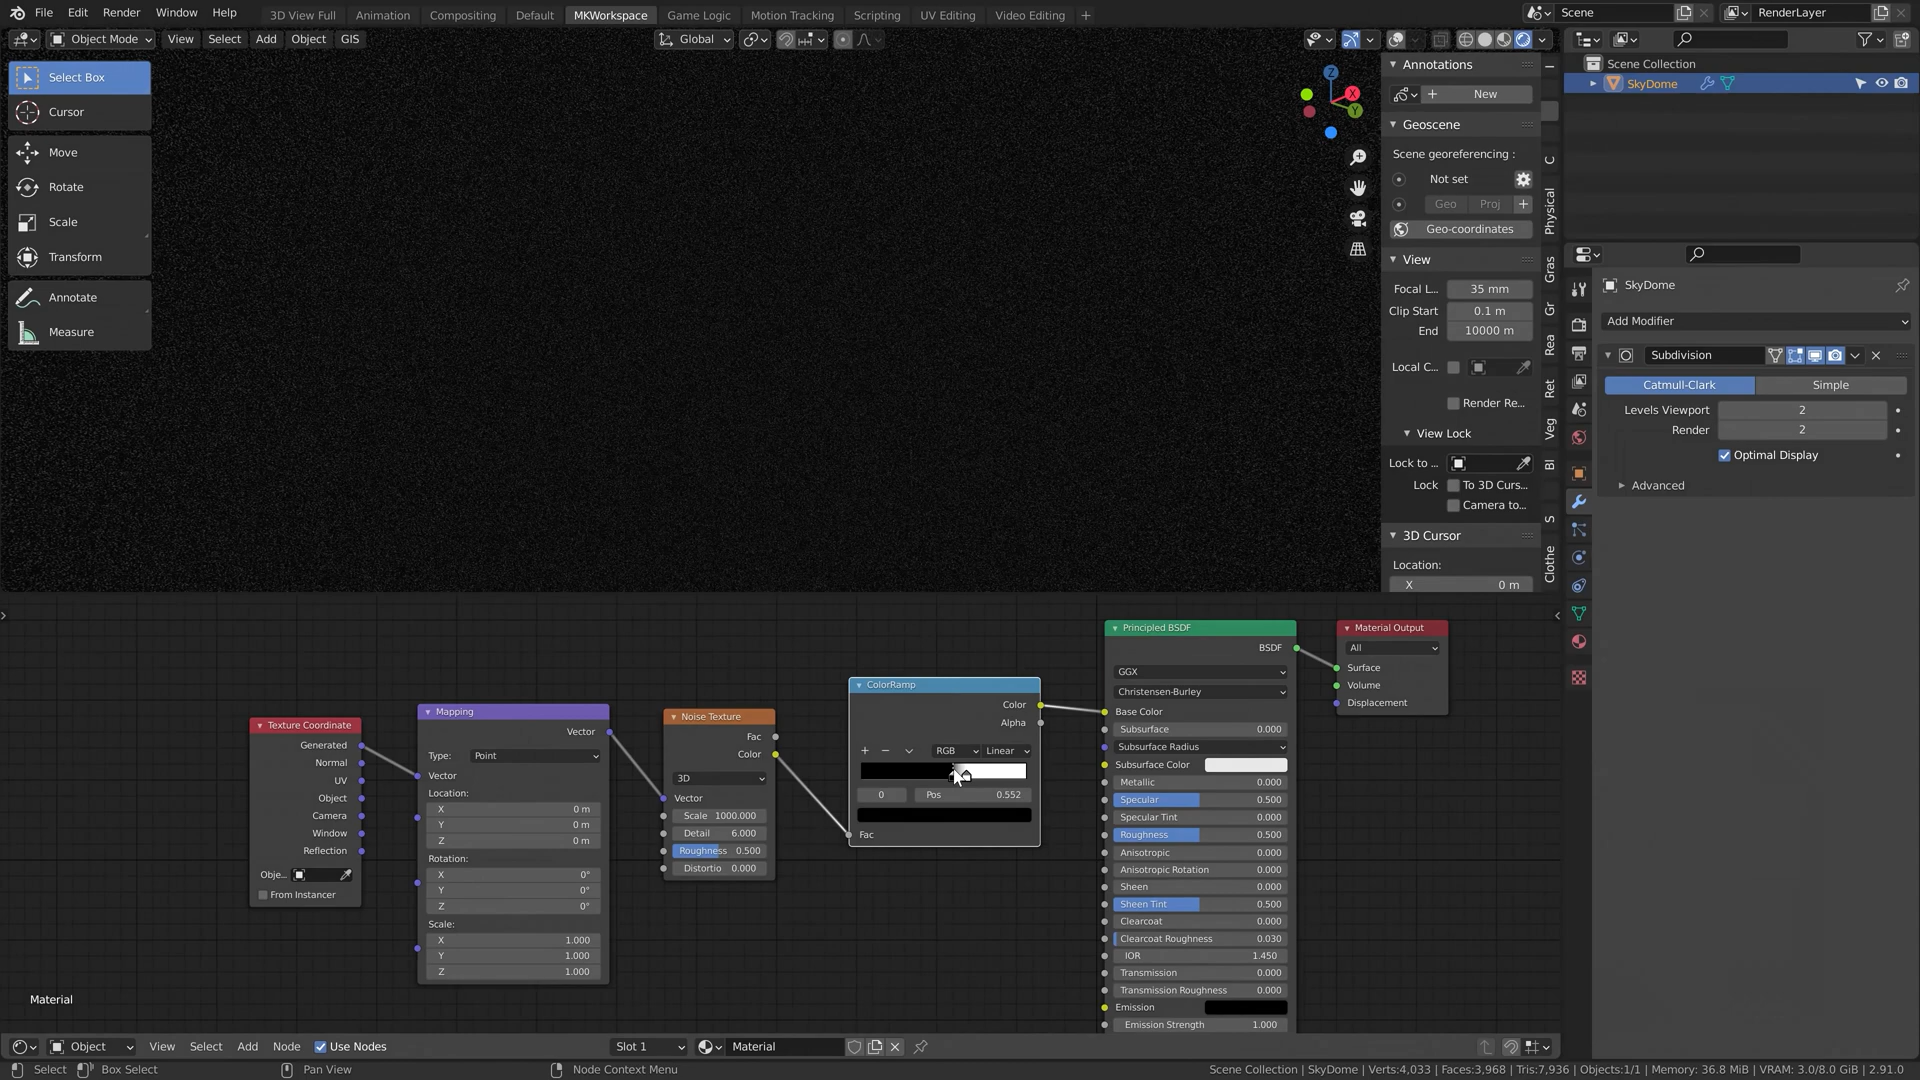 File Edit Render Window Help 3D View Full Animation Compositing Default MKWorkspace Game Logic Motion Tracking Scripting UV Editing Video Editing + Scene RenderLayer
Object Mode View Select Add Object GIS Global
Select Box
Cursor
Move
Rotate
Scale
Transform
Annotate
Measure
Z
X
Y
Annotations
New
Geoscene
Scene georeferencing :
Not set
Geo Proj
Geo-coordinates
View
Focal L... 35 mm
Clip Start 0.1 m
End 10000 m
Local C...
Render Re...
View Lock
Lock to ...
Lock To 3D Curs...
Camera to...
3D Cursor
Location:
X 0 m
C
Physical
Gras
Gr
Rea
Ret
Veg
Bl
S
Clothe
Scene Collection
SkyDome
SkyDome
Add Modifier
Subdivision
Catmull-Clark Simple
Levels Viewport 2
Render 2
Optimal Display
Advanced
Texture Coordinate
Generated
Normal
UV
Object
Camera
Window
Reflection
Obje...
From Instancer
Mapping
Vector
Type: Point
Vector
Location:
X 0 m
Y 0 m
Z 0 m
Rotation:
X 0°
Y 0°
Z 0°
Scale:
X 1.000
Y 1.000
Z 1.000
Noise Texture
Fac
Color
3D
Vector
Scale 1000.000
Detail 6.000
Roughness 0.500
Distortio 0.000
ColorRamp
Color
Alpha
+ − RGB Linear
0 Pos 0.552
Fac
Principled BSDF
BSDF
GGX
Christensen-Burley
Base Color
Subsurface 0.000
Subsurface Radius
Subsurface Color
Metallic 0.000
Specular 0.500
Specular Tint 0.000
Roughness 0.500
Anisotropic 0.000
Anisotropic Rotation 0.000
Sheen 0.000
Sheen Tint 0.500
Clearcoat 0.000
Clearcoat Roughness 0.030
IOR 1.450
Transmission 0.000
Transmission Roughness 0.000
Emission
Emission Strength 1.000
Material Output
All
Surface
Volume
Displacement
Material
Object View Select Add Node Use Nodes Slot 1 Material
Select Box Select Pan View Node Context Menu Scene Collection | SkyDome | Verts:4,033 | Faces:3,968 | Tris:7,936 | Objects:1/1 | Memory: 36.8 MiB | VRAM: 3.0/8.0 GiB | 2.91.0